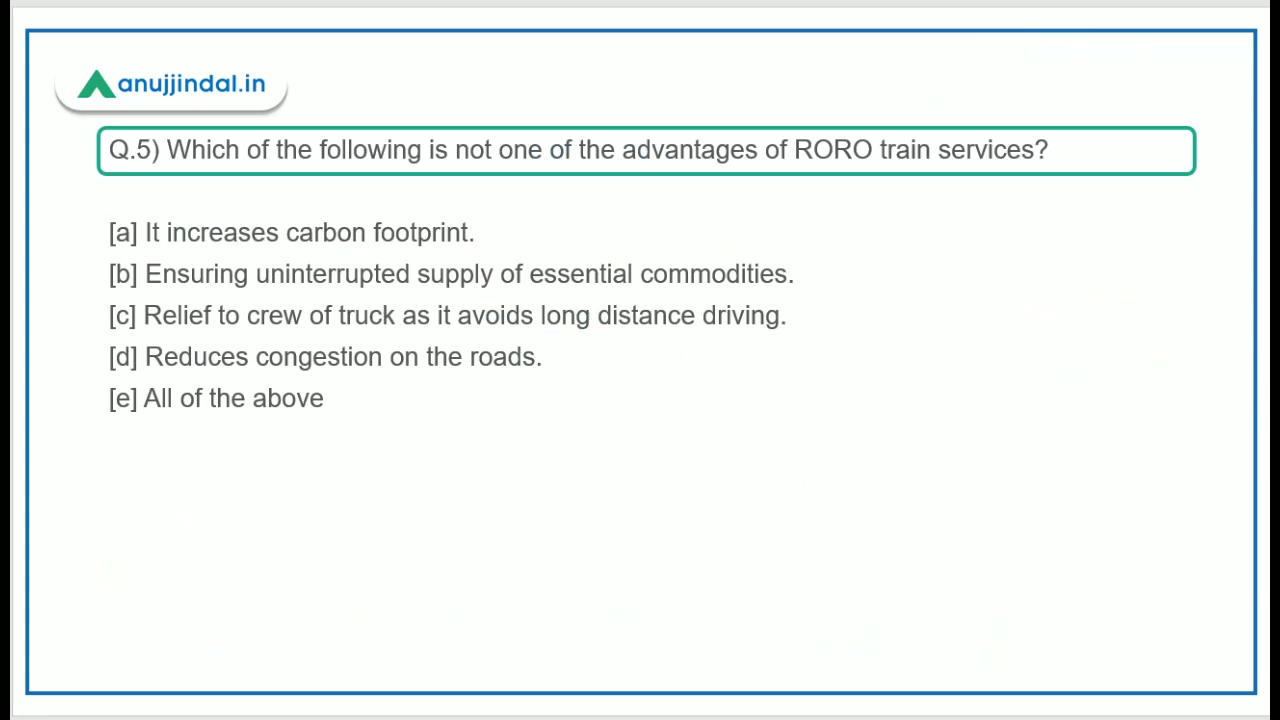 anujjindal.in
Q.5) Which of the following is not one of the advantages of RORO train services?
[a] It increases carbon footprint.
[b] Ensuring uninterrupted supply of essential commodities.
[c] Relief to crew of truck as it avoids long distance driving.
[d] Reduces congestion on the roads.
[e] All of the above